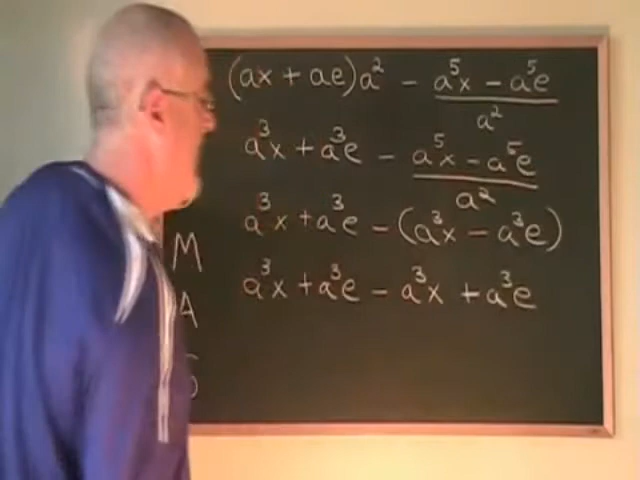 (ax + ae)a² − (a⁵x − a⁵e)/a²
a³x + a³e − (a⁵x − a⁵e)/a²
a³x + a³e − (a³x − a³e)
M
a³x + a³e − a³x + a³e
A
S